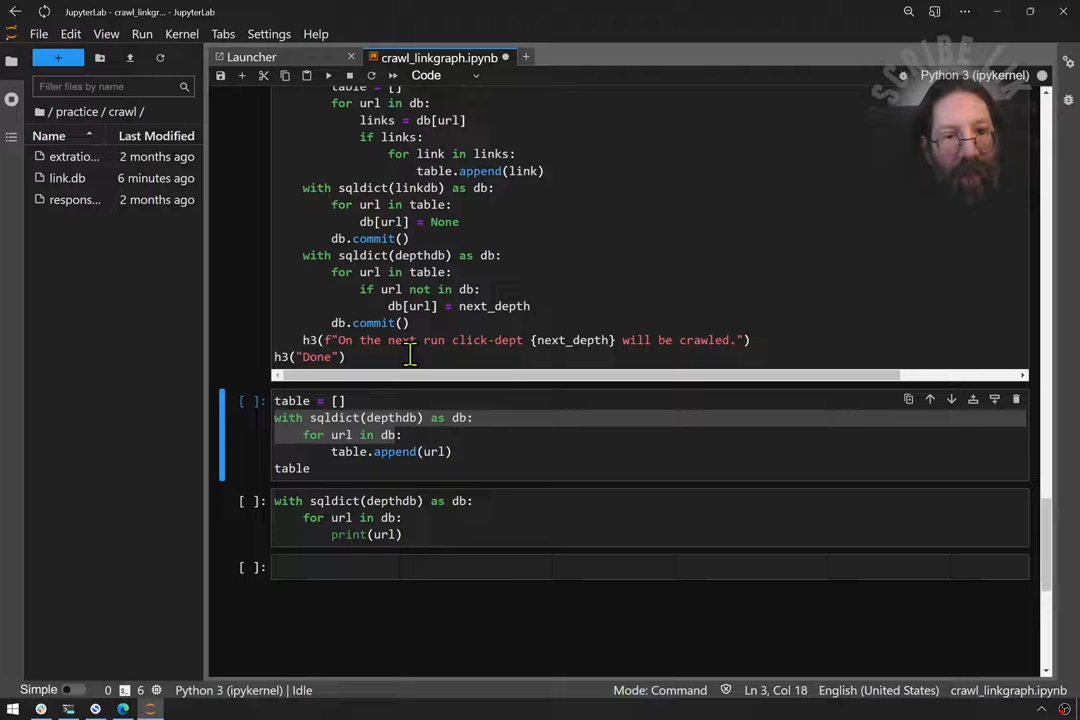 crawl_linkgr... (4) - JupyterLab
File Edit View Run Kernel Tabs Settings Help
SCRIBE LIX
Launcher
crawl_linkgraph.ipynb
Code
Python 3 (ipykernel)
Filter files by name
/ practice / crawl /
Name Last Modified
extratio... 2 months ago
link.db 6 minutes ago
respons... 2 months ago
table = []
for url in db:
links = db[url]
if links:
for link in links:
table.append(link)
with sqldict(linkdb) as db:
for url in table:
db[url] = None
db.commit()
with sqldict(depthdb) as db:
for url in table:
if url not in db:
db[url] = next_depth
db.commit()
h3(f"On the next run click-dept {next_depth} will be crawled.")
h3("Done")
[ ]:
table = []
with sqldict(depthdb) as db:
for url in db:
table.append(url)
table
[ ]:
with sqldict(depthdb) as db:
for url in db:
print(url)
[ ]:
Simple 0 6 Python 3 (ipykernel) | Idle Mode: Command Ln 3, Col 18 English (United States) crawl_linkgraph.ipynb